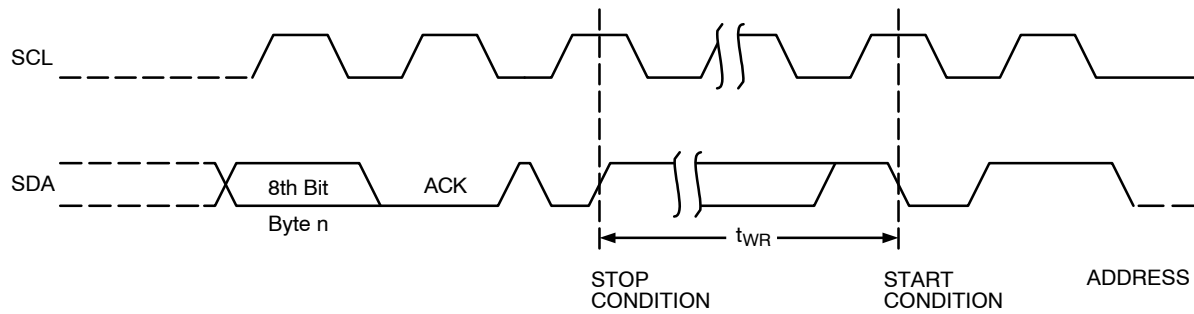 SCL
SDA
8th Bit
ACK
Byte n
tWR
STOP
CONDITION
START
CONDITION
ADDRESS